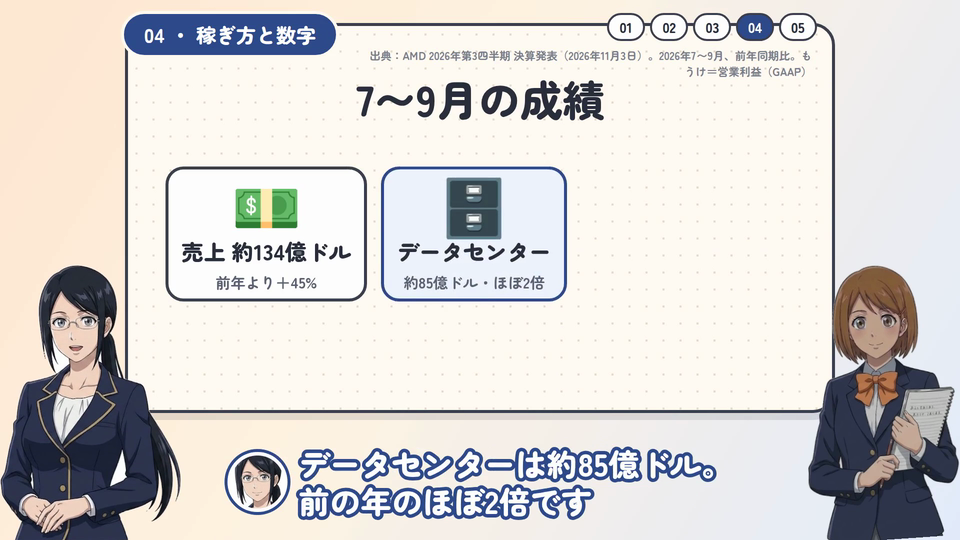 04 ・ 稼ぎ方と数字
01 02 03 04 05
出典：AMD 2026年第3四半期 決算発表（2026年11月3日）。2026年7〜9月、前年同期比。も
うけ＝営業利益（GAAP）
7〜9月の成績
売上 約134億ドル
前年より＋45%
データセンター
約85億ドル・ほぼ2倍
データセンターは約85億ドル。
前の年のほぼ2倍です